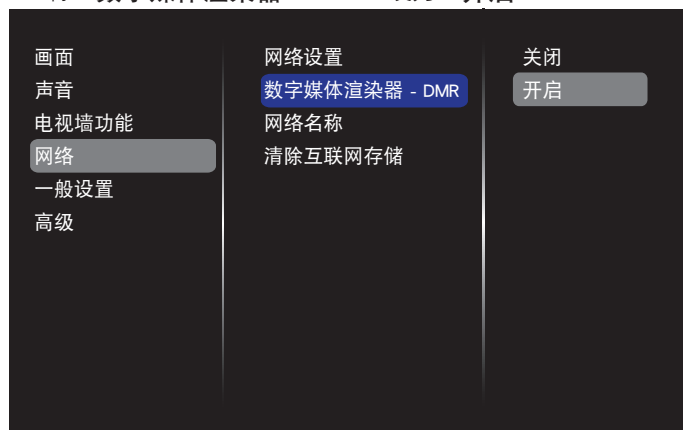 画面
声音
电视墙功能
网络
一般设置
高级
网络设置
数字媒体渲染器 - DMR
网络名称
清除互联网存储
关闭
开启